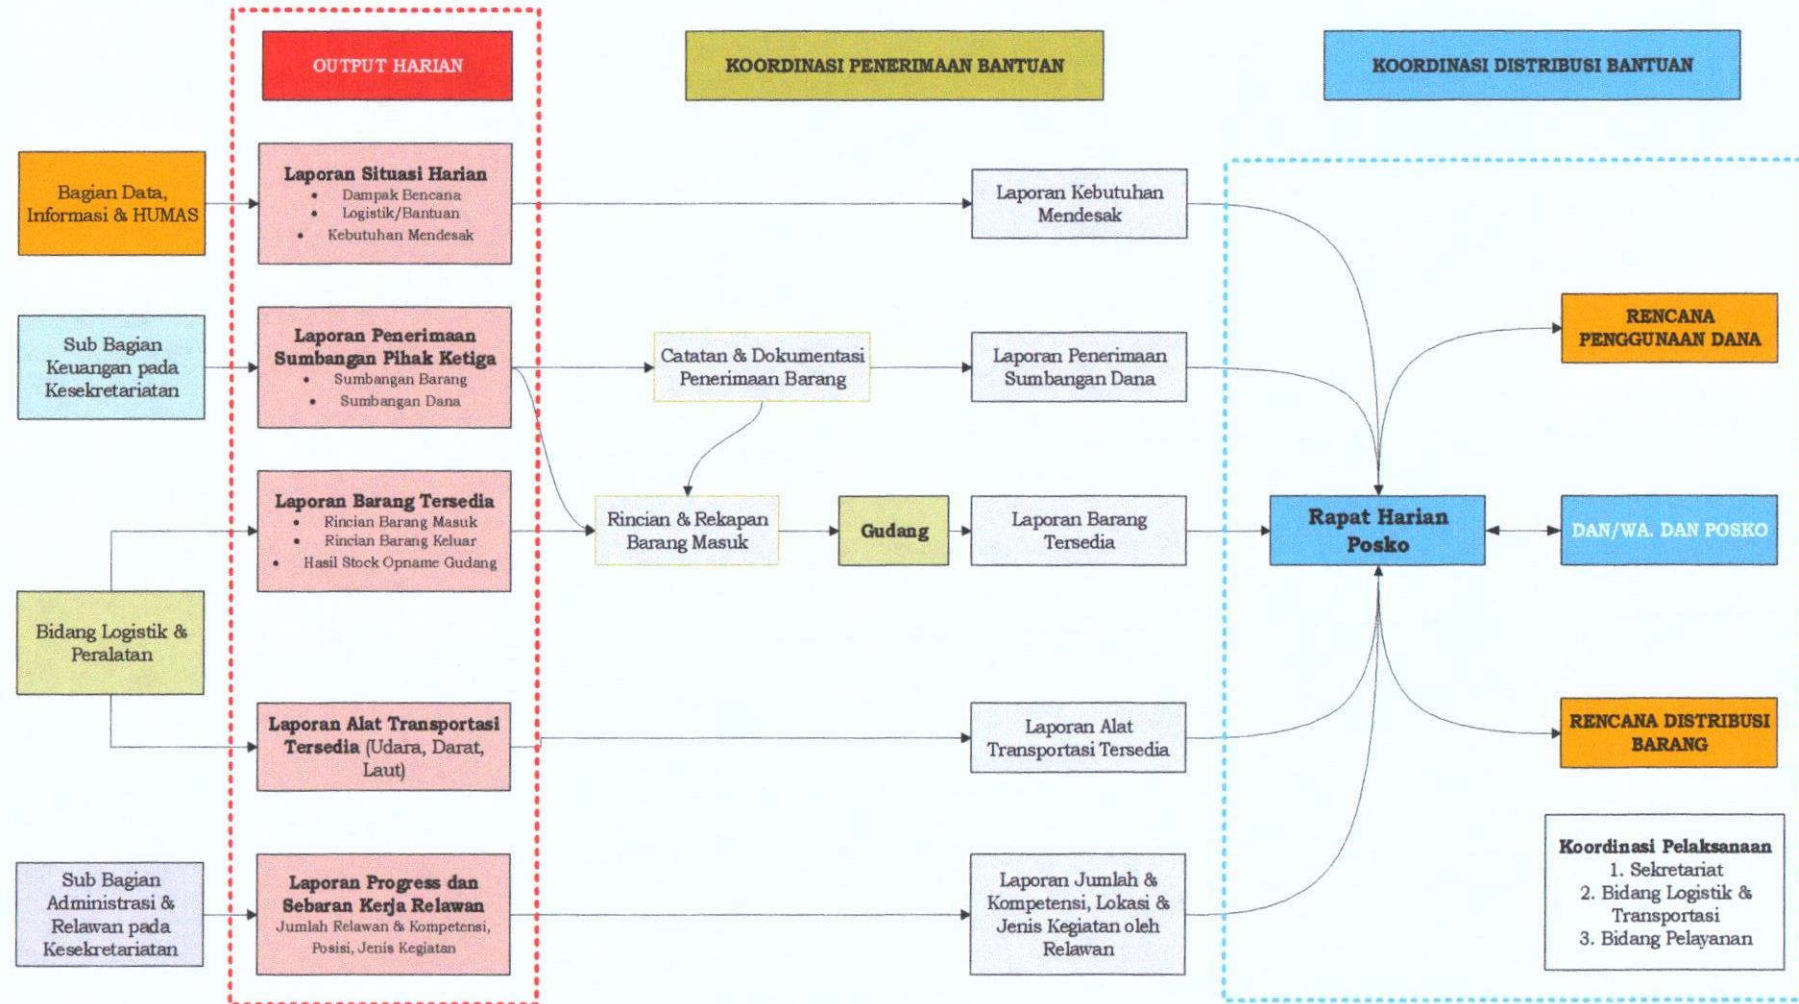 OUTPUT HARIAN
KOORDINASI PENERIMAAN BANTUAN
KOORDINASI DISTRIBUSI BANTUAN
Bagian Data,
Informasi & HUMAS
Laporan Situasi Harian
• Dampak Bencana
• Logistik/Bantuan
• Kebutuhan Mendesak
Laporan Kebutuhan
Mendesak
Sub Bagian
Keuangan pada
Kesekretariatan
Laporan Penerimaan
Sumbangan Pihak Ketiga
• Sumbangan Barang
• Sumbangan Dana
Catatan & Dokumentasi
Penerimaan Barang
Laporan Penerimaan
Sumbangan Dana
RENCANA
PENGGUNAAN DANA
Laporan Barang Tersedia
• Rincian Barang Masuk
• Rincian Barang Keluar
• Hasil Stock Opname Gudang
Rincian & Rekapan
Barang Masuk
Gudang
Laporan Barang
Tersedia
Rapat Harian
Posko
DAN/WA. DAN POSKO
Bidang Logistik &
Peralatan
Laporan Alat Transportasi
Tersedia (Udara, Darat,
Laut)
Laporan Alat
Transportasi Tersedia
RENCANA DISTRIBUSI
BARANG
Sub Bagian
Administrasi &
Relawan pada
Kesekretariatan
Laporan Progress dan
Sebaran Kerja Relawan
Jumlah Relawan & Kompetensi,
Posisi, Jenis Kegiatan
Laporan Jumlah &
Kompetensi, Lokasi &
Jenis Kegiatan oleh
Relawan
Koordinasi Pelaksanaan
1. Sekretariat
2. Bidang Logistik &
Transportasi
3. Bidang Pelayanan